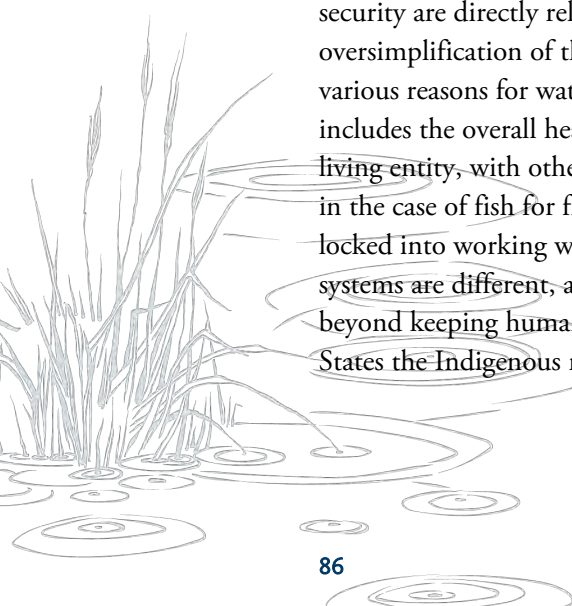 security are directly rel
oversimplification of th
various reasons for wat
includes the overall hea
living entity, with othe
in the case of fish for fi
locked into working w
systems are different, a
beyond keeping huma
States the Indigenous
86